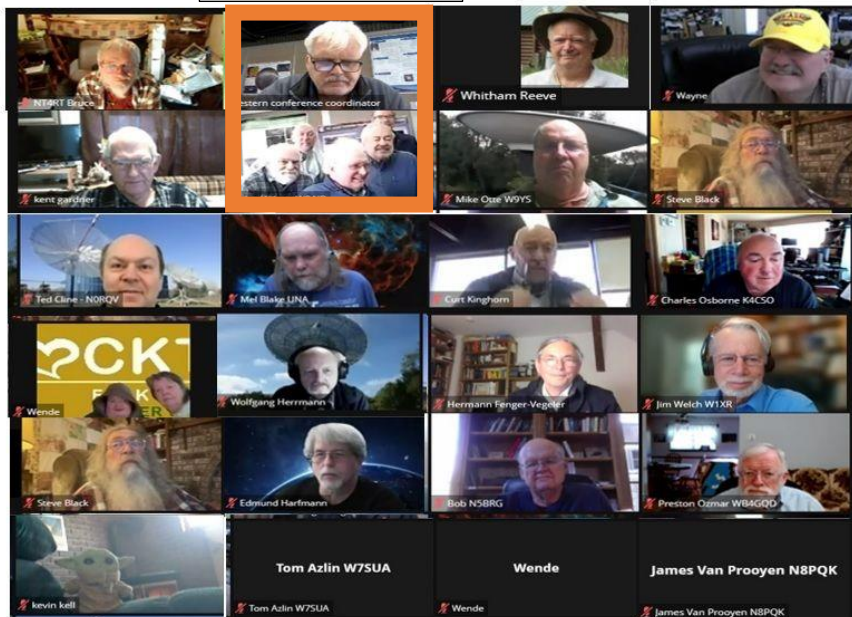 NT4RT Bruce
estern conference coordinator
Whitham Reeve
Wayne
kent gardner
Mike Otte W9YS
Steve Black
Ted Cline - N0RQV
Mel Blake UNA
Curt Kinghorn
Charles Osborne K4CSO
OCKT
Wende
Wolfgang Herrmann
Hermann Fenger-Vegeler
Jim Welch W1XR
Steve Black
Edmund Harfmann
Bob N5BRG
Preston Ozmar WB4GQD
kevin kell
Tom Azlin W7SUA
Wende
James Van Prooyen N8PQK
Tom Azlin W7SUA
Wende
James Van Prooyen N8PQK